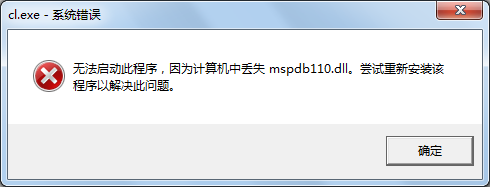 cl.exe - 系统错误
无法启动此程序，因为计算机中丢失 mspdb110.dll。尝试重新安装该
程序以解决此问题。
确定